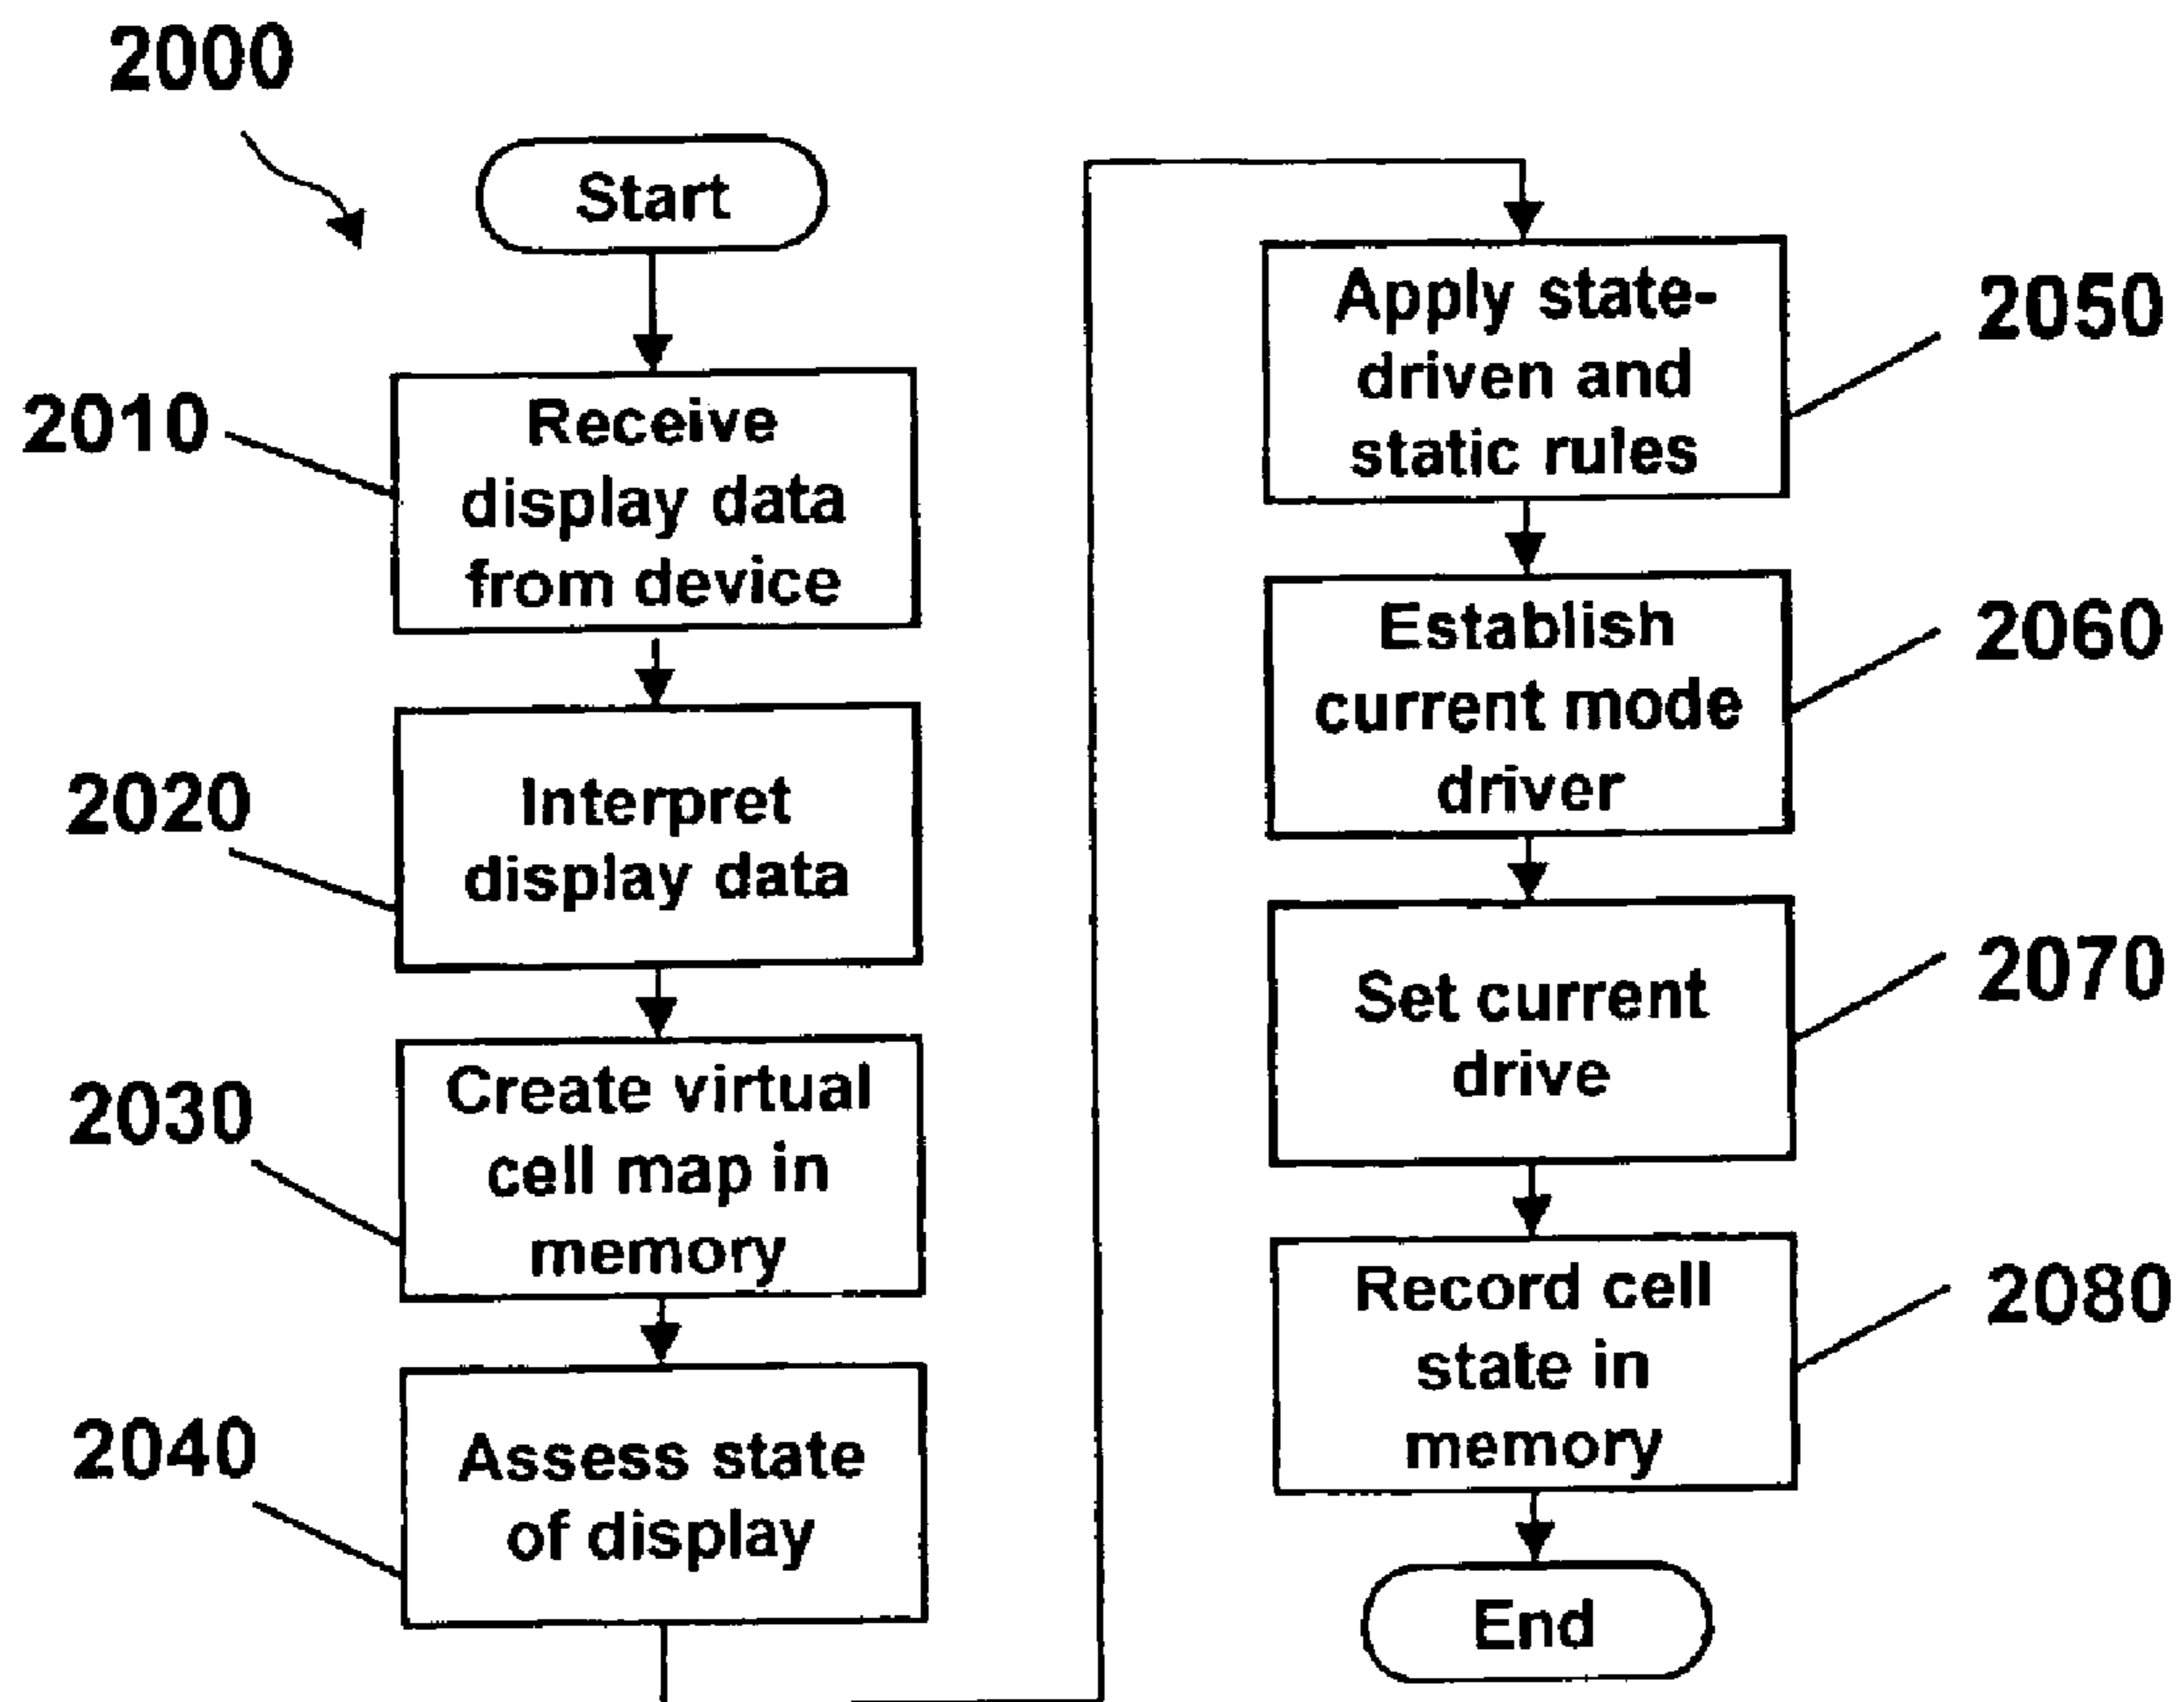 2000
Start
2010
Receive
display data
from device
2020
Interpret
display data
2030
Create virtual
cell map in
memory
2040
Assess state
of display
Apply state-
driven and
static rules
2050
Establish
current mode
driver
2060
Set current
drive
2070
Record cell
state in
memory
2080
End